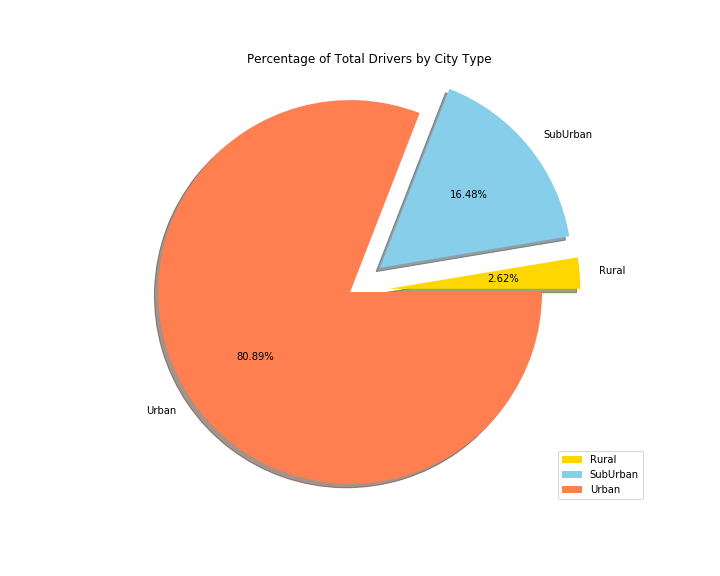 Percentage of Total Drivers by City Type
SubUrban
16.48%
Rural
2.62%
80.89%
Urban
Rural
SubUrban
Urban